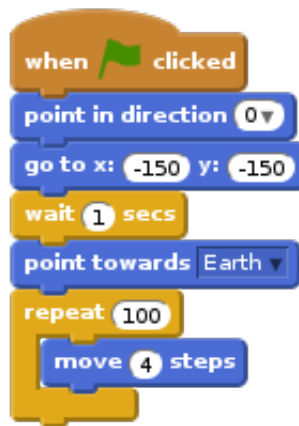 when clicked
point in direction 0
go to x: -150 y: -150
wait 1 secs
point towards Earth
repeat 100
move 4 steps